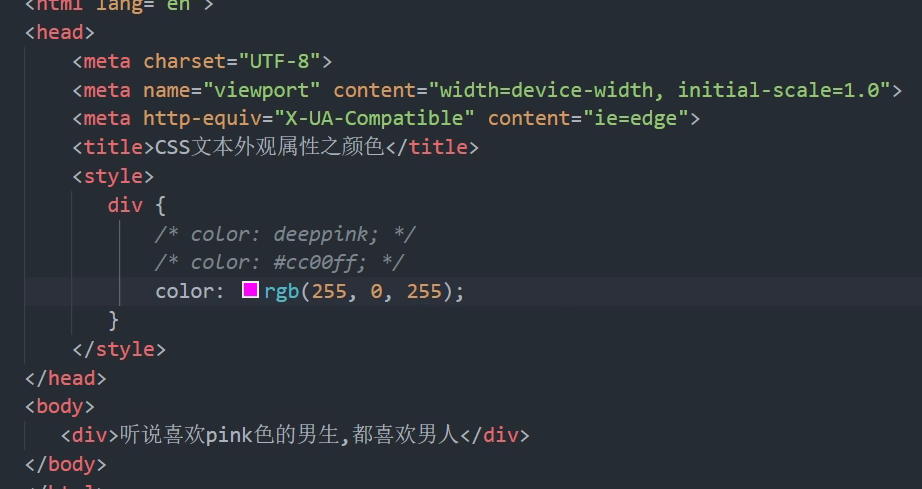 <html lang="en">
<head>
<meta charset="UTF-8">
<meta name="viewport" content="width=device-width, initial-scale=1.0">
<meta http-equiv="X-UA-Compatible" content="ie=edge">
<title>CSS文本外观属性之颜色</title>
<style>
div {
/* color: deeppink; */
/* color: #cc00ff; */
color: rgb(255, 0, 255);
}
</style>
</head>
<body>
<div>听说喜欢pink色的男生,都喜欢男人</div>
</body>
</html>